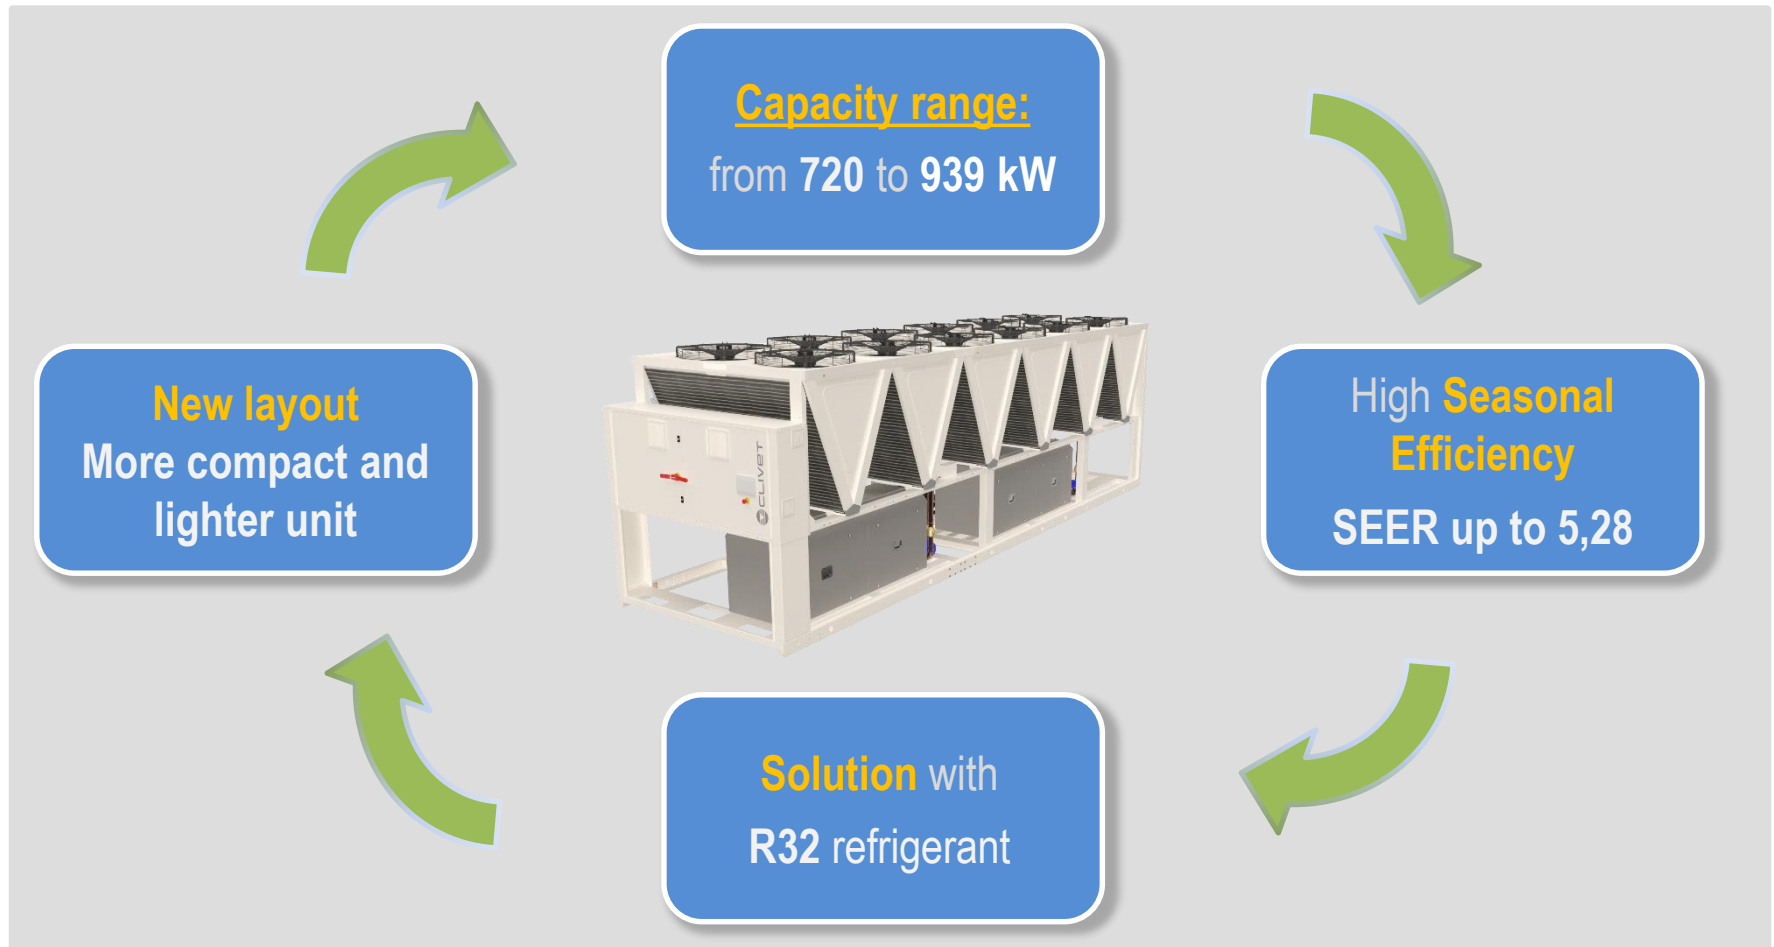 Capacity range:
from 720 to 939 kW
New layout
More compact and
lighter unit
CLIVET
High Seasonal
Efficiency
SEER up to 5,28
Solution with
R32 refrigerant